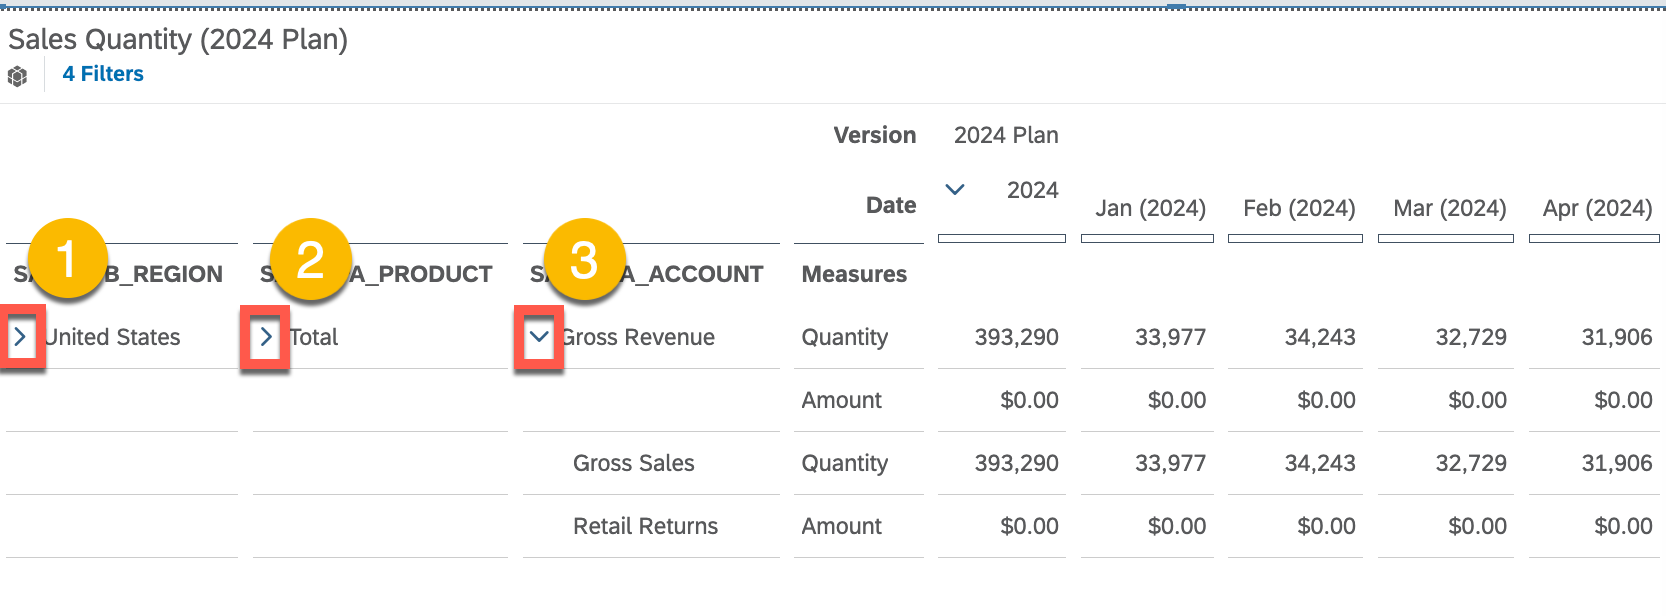 Sales Quantity (2024 Plan)
4 Filters
Version 2024 Plan
Date 2024 Jan (2024) Feb (2024) Mar (2024) Apr (2024)
1 2 3
B_REGION A_PRODUCT A_ACCOUNT Measures
United States Total Gross Revenue Quantity 393,290 33,977 34,243 32,729 31,906
Amount $0.00 $0.00 $0.00 $0.00 $0.00
Gross Sales Quantity 393,290 33,977 34,243 32,729 31,906
Retail Returns Amount $0.00 $0.00 $0.00 $0.00 $0.00